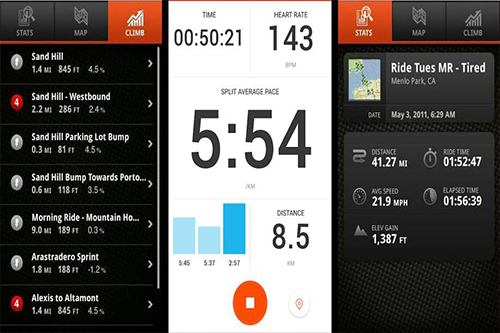 STATS MAP CLIMB
Sand Hill
1.4 MI 845 FT 4.5%
4 Sand Hill - Westbound
2.2 MI 286 FT 2.4%
Sand Hill Parking Lot Bump
0.3 MI 81 FT 4.5%
Sand Hill Bump Towards Porto...
0.6 MI 118 FT 3.5%
Morning Ride - Mountain Ho...
9.0 MI 189 FT 0.3%
Arastradero Sprint
1.8 MI 188 FT -1.2%
4 Alexis to Altamont
1.4 MI 845 FT 4.5%
TIME
00:50:21
HEART RATE
143
BPM
SPLIT AVERAGE PACE
5:54
/KM
5:45 5:37 2:57
DISTANCE
8.5
KM
STATS MAP CLIMB
Ride Tues MR - Tired
Menlo Park, CA
DATE May 3, 2011, 6:29 AM
DISTANCE
41.27 MI
RIDE TIME
01:52:47
AVG SPEED
21.9 MPH
ELAPSED TIME
01:56:39
ELEV GAIN
1,387 FT